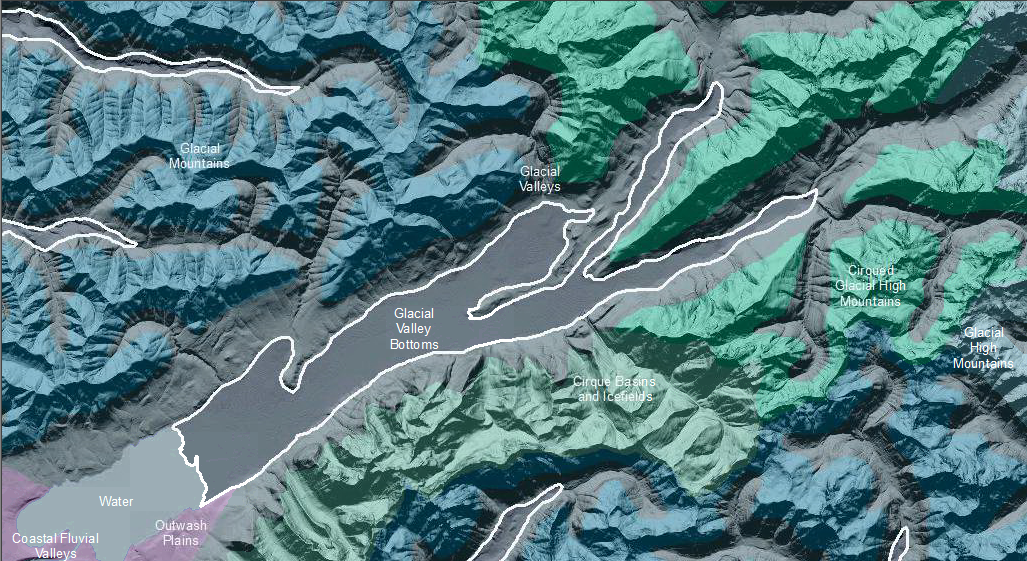 Glacial
Mountains
Glacial
Valleys
Cirqued
Glacial High
Mountains
Glacial
Valley
Bottoms
Glacial
High
Mountains
Cirque Basins
and Icefields
Water
Outwash
Plains
Coastal Fluvial
Valleys